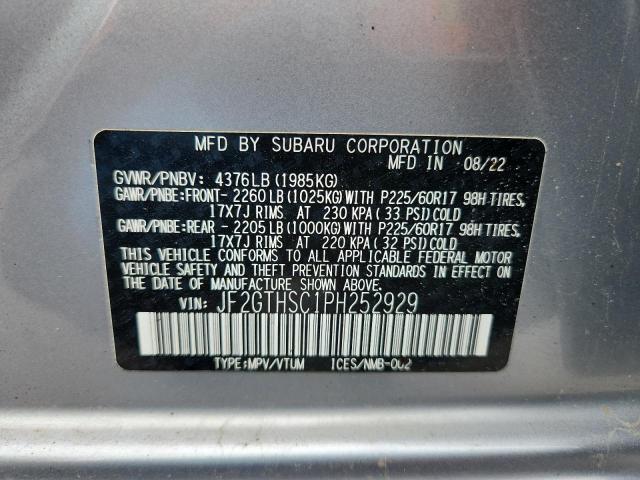 MFD BY SUBARU CORPORATION
MFD IN 08/22
GVWR/PNBV: 4376LB (1985KG)
GAWR/PNBE:FRONT- 2260LB (1025KG) WITH P225/60R17 98H TIRES,
17X7J RIMS AT 230 KPA (33 PSI) COLD
GAWR/PNBE:REAR - 2205LB (1000KG) WITH P225/60R17 98H TIRES,
17X7J RIMS AT 220 KPA (32 PSI) COLD
THIS VEHICLE CONFORMS TO ALL APPLICABLE FEDERAL MOTOR
VEHICLE SAFETY AND THEFT PREVENTION STANDARDS IN EFFECT ON
THE DATE OF MANUFACTURE SHOWN ABOVE.
VIN: JF2GTHSC1PH252929
TYPE:MPV/VTUM ICES/NMB-002